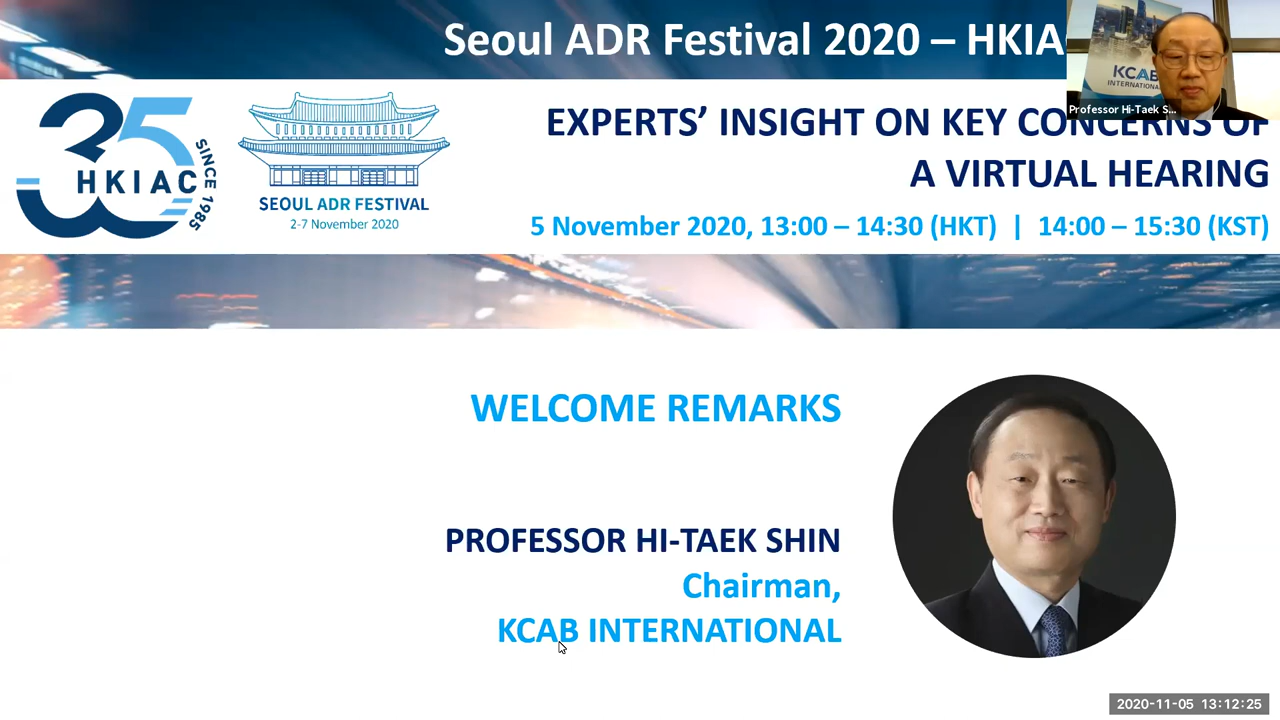 Seoul ADR Festival 2020 – HKIA
KCAB
INTERNATIONAL
Professor Hi-Taek S...
35
HKIAC
SINCE 1985
SEOUL ADR FESTIVAL
2-7 November 2020
EXPERTS’ INSIGHT ON KEY CONCERNS OF
A VIRTUAL HEARING
5 November 2020, 13:00 – 14:30 (HKT) | 14:00 – 15:30 (KST)
WELCOME REMARKS
PROFESSOR HI-TAEK SHIN
Chairman,
KCAB INTERNATIONAL
2020-11-05 13:12:25